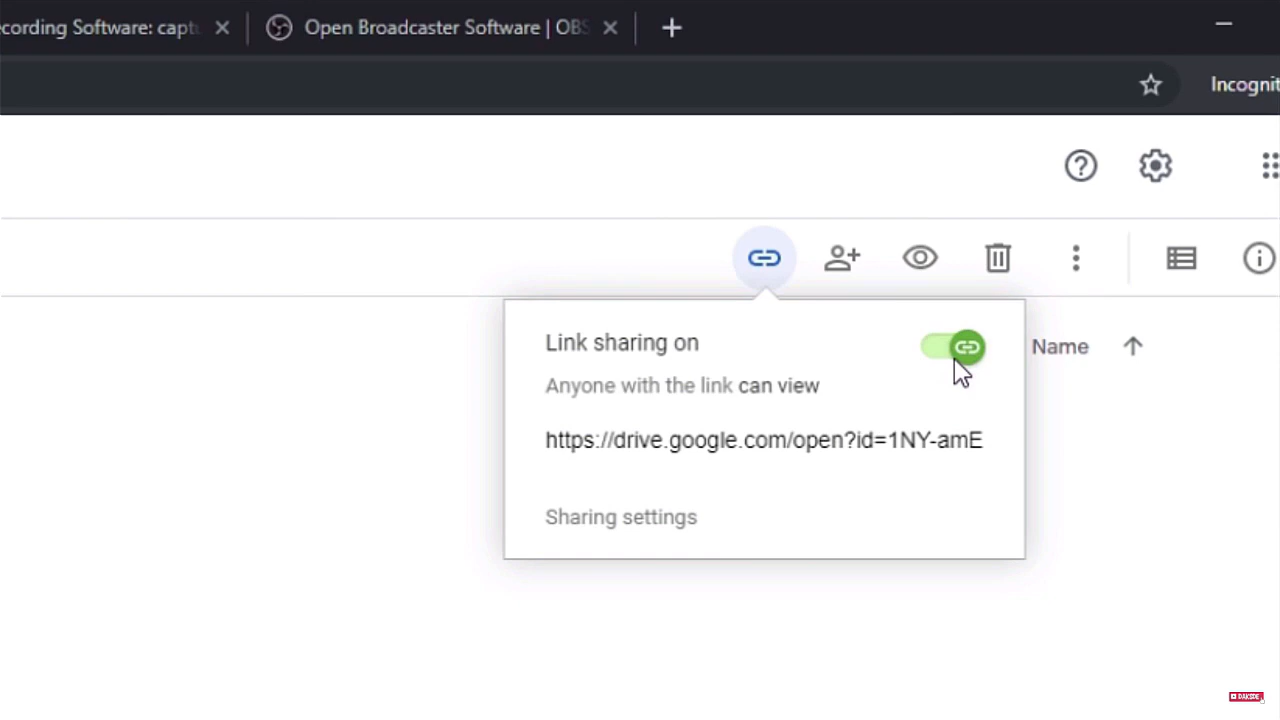 ecording Software: capt
Open Broadcaster Software | OBS
Incognit
Link sharing on
Name
Anyone with the link can view
https://drive.google.com/open?id=1NY-amE
Sharing settings